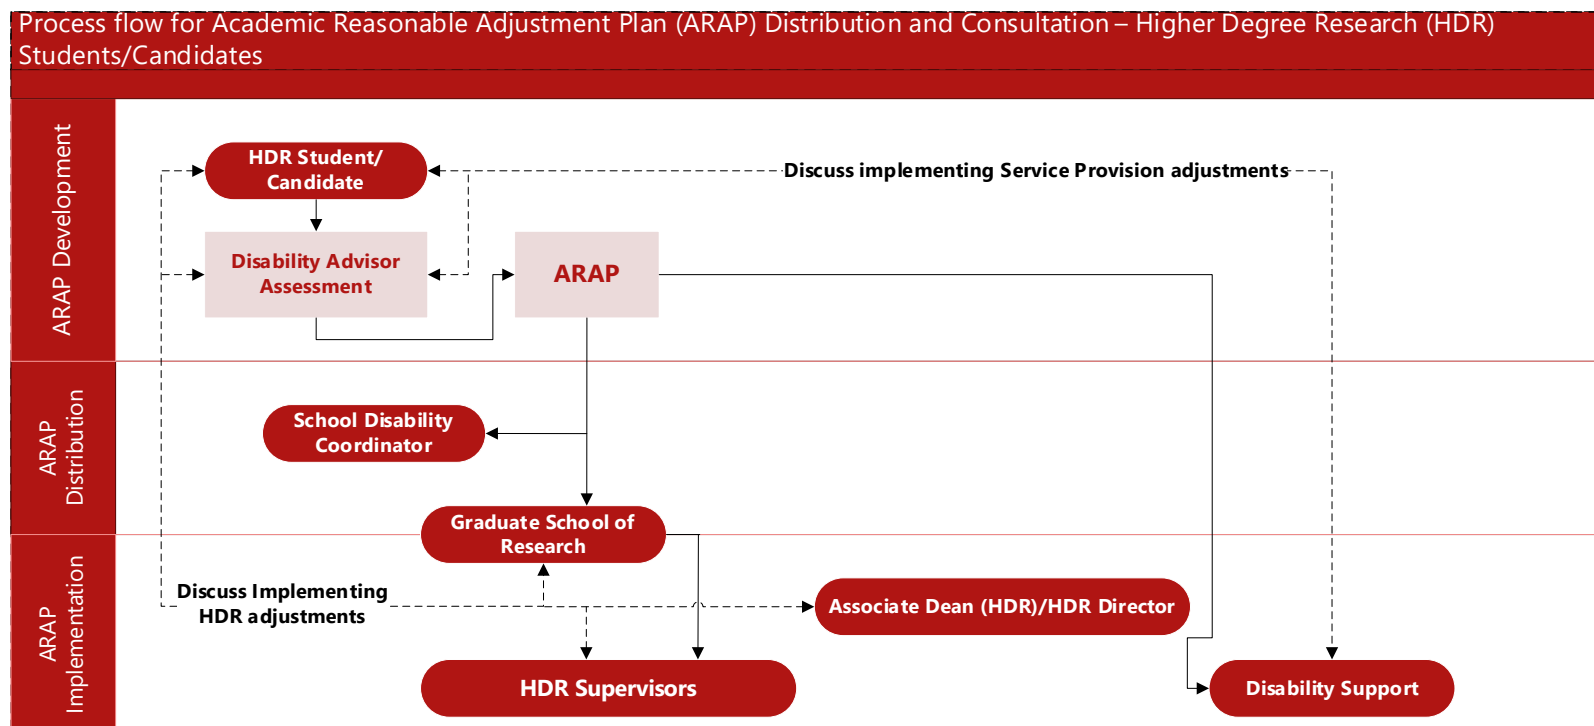 Process flow for Academic Reasonable Adjustment Plan (ARAP) Distribution and Consultation – Higher Degree Research (HDR)
Students/Candidates
ARAP Development
HDR Student/
Candidate
Discuss implementing Service Provision adjustments
Disability Advisor
Assessment
ARAP
ARAP
Distribution
School Disability
Coordinator
Graduate School of
Research
ARAP
Implementation
Discuss Implementing
HDR adjustments
Associate Dean (HDR)/HDR Director
HDR Supervisors
Disability Support